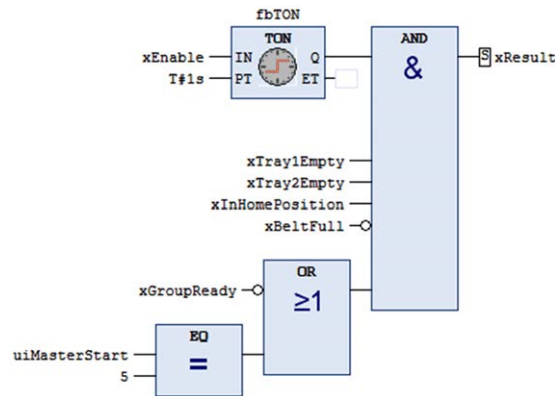 fbTON
TON
AND
xEnable IN Q S xResult
T#1s PT ET &
xTray1Empty
xTray2Empty
xInHomePosition
xBeltFull
OR
xGroupReady ≥1
EQ
uiMasterStart =
5